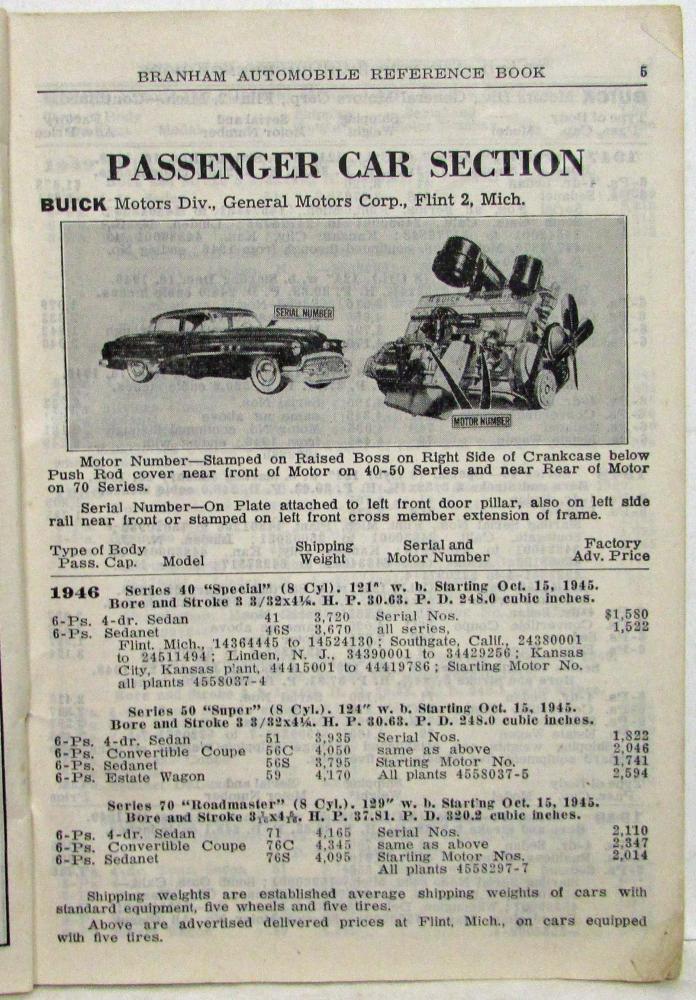 BRANHAM AUTOMOBILE REFERENCE BOOK 5
PASSENGER CAR SECTION
BUICK Motors Div., General Motors Corp., Flint 2, Mich.
SERIAL NUMBER
BUICK
MOTOR NUMBER
Motor Number—Stamped on Raised Boss on Right Side of Crankcase below
Push Rod cover near front of Motor on 40-50 Series and near Rear of Motor
on 70 Series.
Serial Number—On Plate attached to left front door pillar, also on left side
rail near front or stamped on left front cross member extension of frame.
Type of Body Shipping Serial and Factory
Pass. Cap. Model Weight Motor Number Adv. Price
1946 Series 40 "Special" (8 Cyl). 121" w. b. Starting Oct. 15, 1945.
Bore and Stroke 3 3/32x4⅛. H. P. 30.63. P. D. 248.0 cubic inches.
6-Ps. 4-dr. Sedan 41 3,720 Serial Nos. $1,580
6-Ps. Sedanet 46S 3,670 all series, 1,522
Flint, Mich., 14364445 to 14524130; Southgate, Calif., 24380001
to 24511494; Linden, N. J., 34390001 to 34429256; Kansas
City, Kansas p'ant, 44415001 to 44419786; Starting Motor No.
all plants 4558037-4
Series 50 "Super" (8 Cyl.). 124" w. b. Starting Oct. 15, 1945.
Bore and Stroke 3 3/32x4⅛. H. P. 30.63. P. D. 248.0 cubic inches.
6-Ps. 4-dr. Sedan 51 3,935 Serial Nos. 1,822
6-Ps. Convertible Coupe 56C 4,050 same as above 2,046
6-Ps. Sedanet 56S 3,795 Starting Motor No. 1,741
6-Ps. Estate Wagon 59 4,170 All plants 4558037-5 2,594
Series 70 "Roadmaster" (8 Cyl.). 129" w. b. Start'ng Oct. 15, 1945.
Bore and Stroke H. P. 37.81. P. D. 320.2 cubic inches.
6-Ps. 4-dr. Sedan 71 4,165 Serial Nos. 2,110
6-Ps. Convertible Coupe 76C 4,345 same as above 2,347
6-Ps. Sedanet 76S 4,095 Starting Motor Nos. 2,014
All plants 4558297-7
Shipping weights are established average shipping weights of cars with
standard equipment, five wheels and five tires.
Above are advertised delivered prices at Flint, Mich., on cars equipped
with five tires.